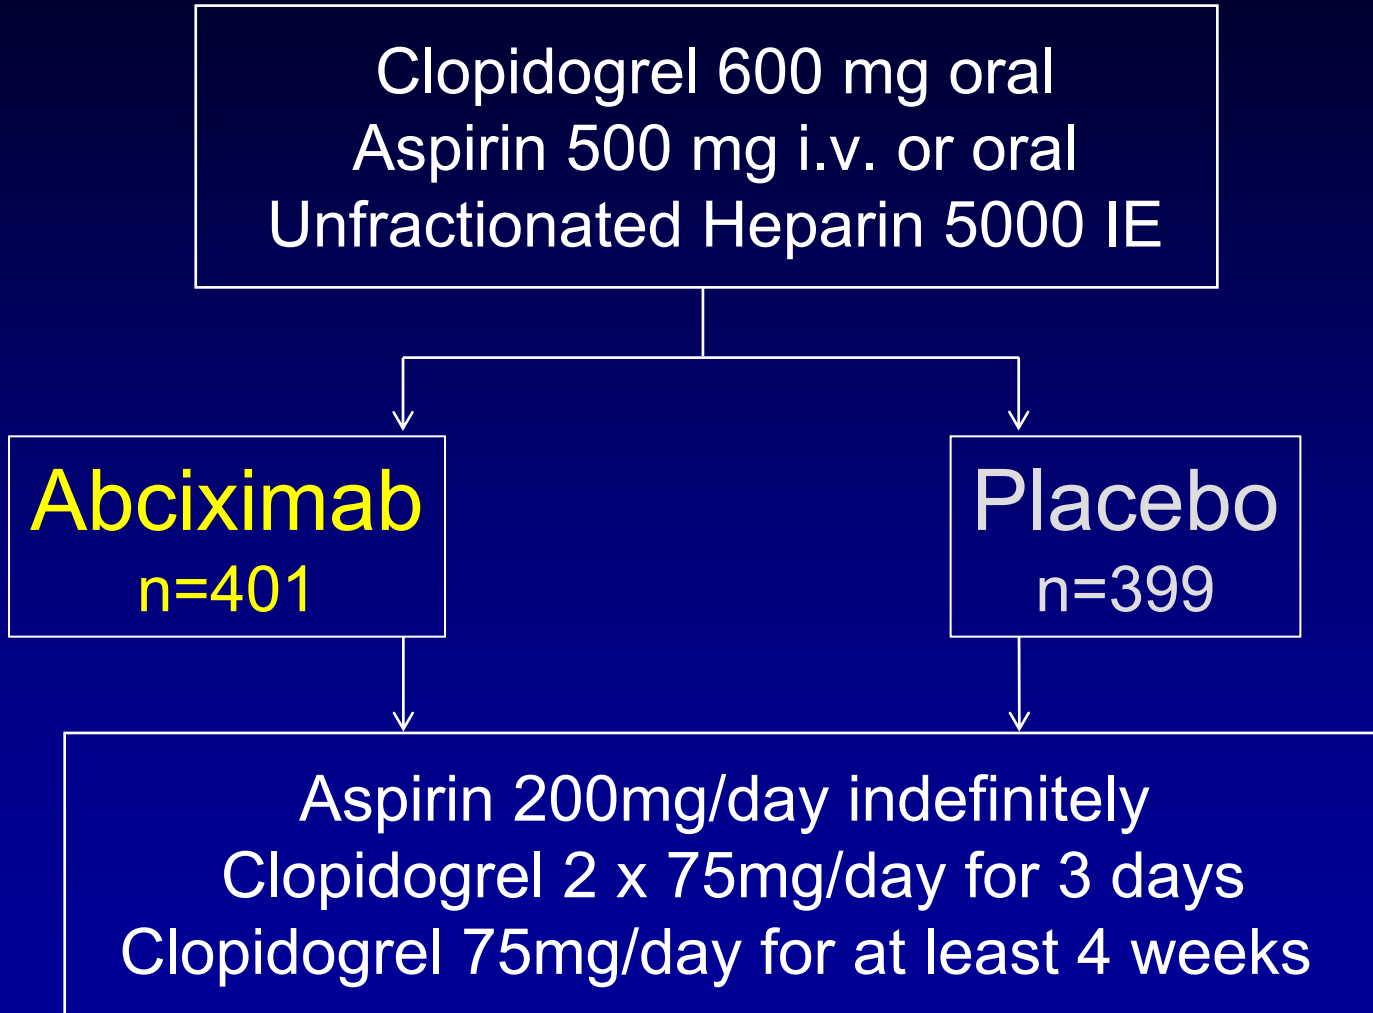 Clopidogrel 600 mg oral
Aspirin 500 mg i.v. or oral
Unfractionated Heparin 5000 IE
Abciximab
n=401
Placebo
n=399
Aspirin 200mg/day indefinitely
Clopidogrel 2 x 75mg/day for 3 days
Clopidogrel 75mg/day for at least 4 weeks